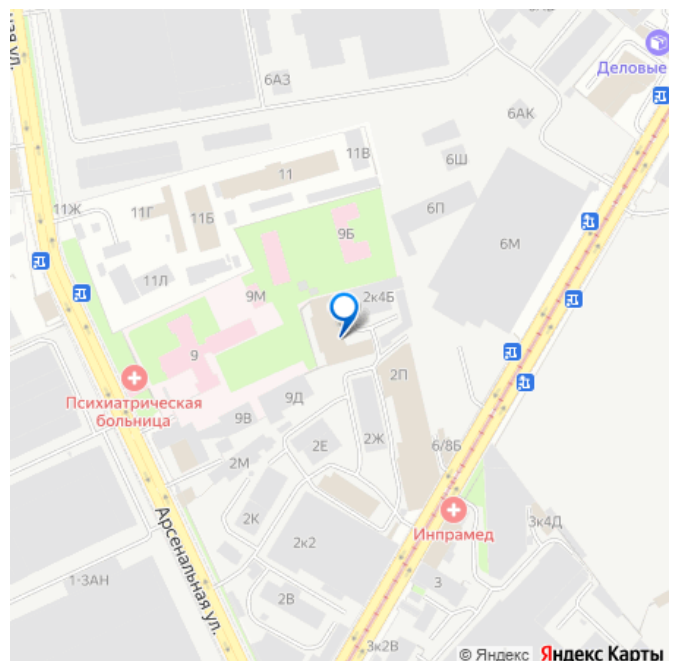 6АЗ
Деловые
6АК
11В
6Ш
11
11Ж
11Г
11Б
6П
9Б
6М
11Л
9М
2к4Б
9
2П
Психиатрическая
больница
9Д
9В
2Е
2Ж
6/8Б
2М
Инпрамед
2К
3к4Д
Арсенальная ул.
2к2
1·3АН
3
2В
3к2В
© Яндекс Яндекс Карты